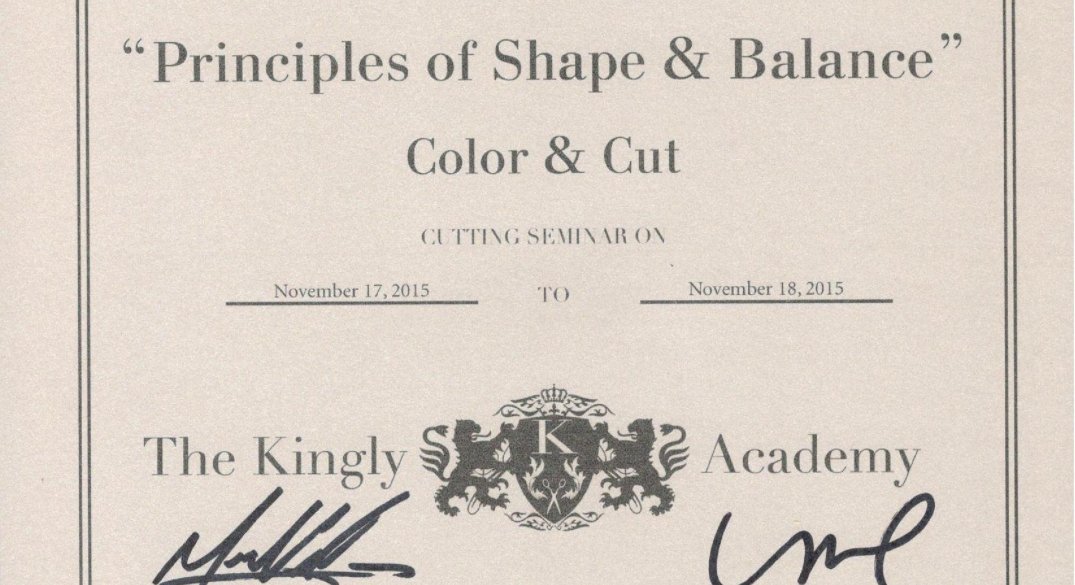 “Principles of Shape & Balance”
Color & Cut
CUTTING SEMINAR ON
November 17, 2015 TO November 18, 2015
The Kingly K Academy